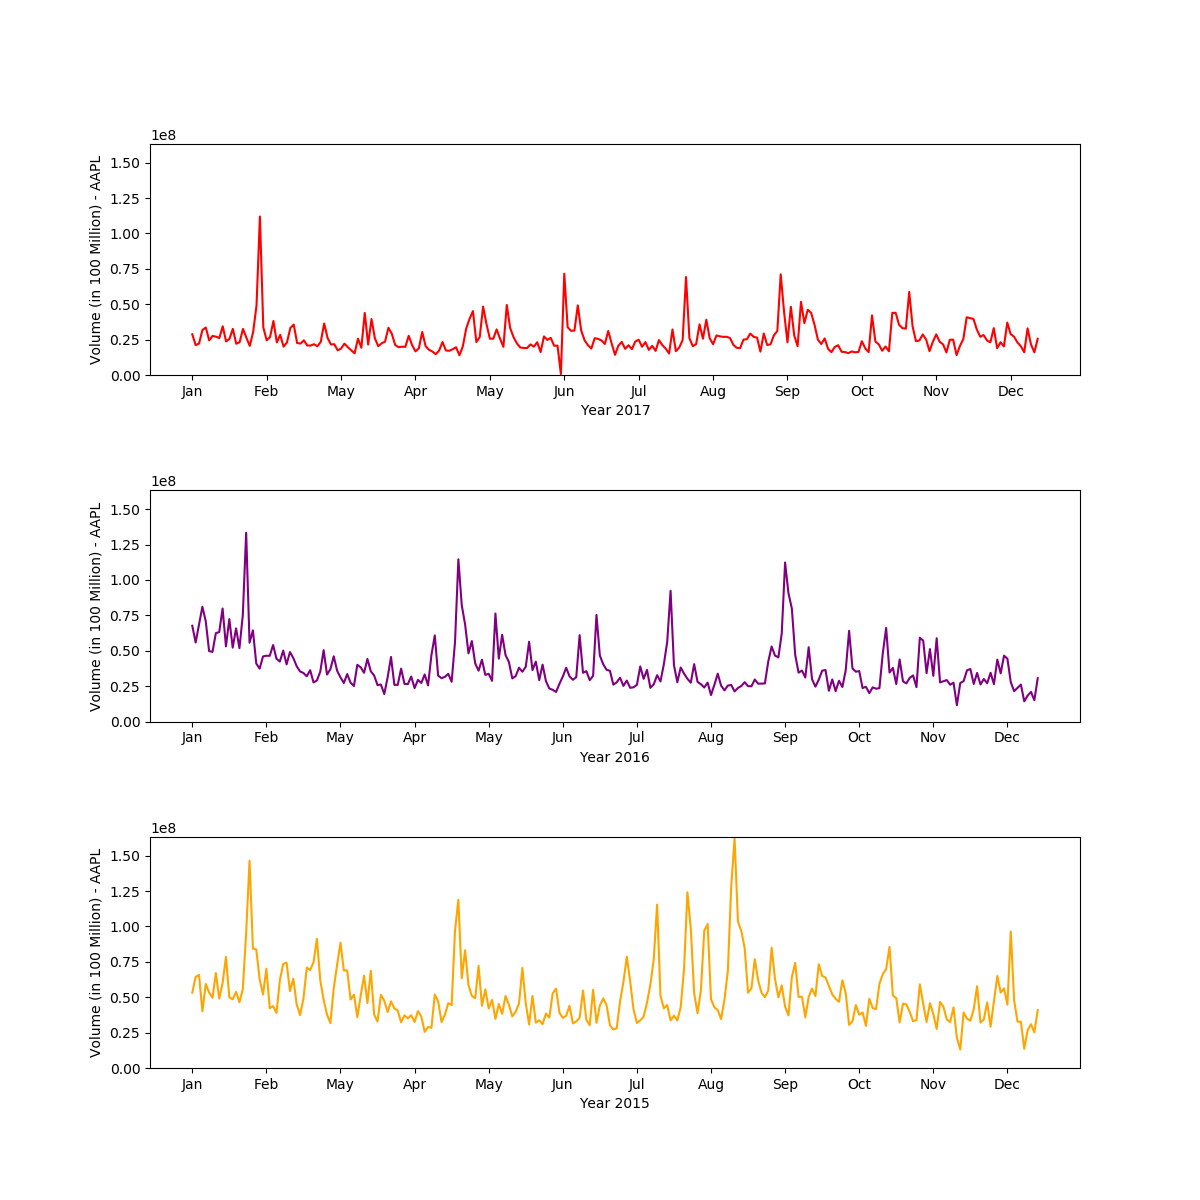 1e8
Volume (in 100 Million) - AAPL
1.50
1.25
1.00
0.75
0.50
0.25
0.00
Jan Feb May Apr May Jun Jul Aug Sep Oct Nov Dec
Year 2017
1e8
Volume (in 100 Million) - AAPL
1.50
1.25
1.00
0.75
0.50
0.25
0.00
Jan Feb May Apr May Jun Jul Aug Sep Oct Nov Dec
Year 2016
1e8
Volume (in 100 Million) - AAPL
1.50
1.25
1.00
0.75
0.50
0.25
0.00
Jan Feb May Apr May Jun Jul Aug Sep Oct Nov Dec
Year 2015